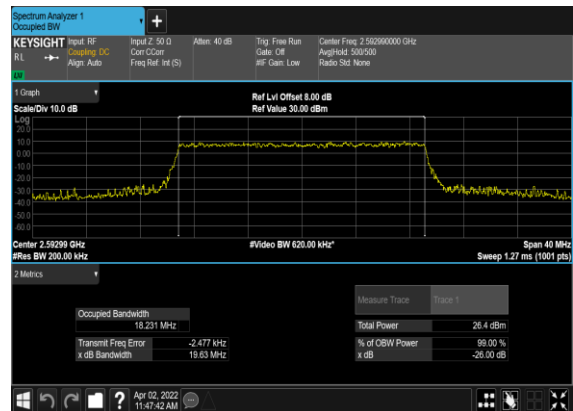 Spectrum Analyzer 1
Occupied BW
KEYSIGHT Input: RF Input Z: 50 Ω Atten: 40 dB Trig: Free Run Center Freq: 2.592990000 GHz
RL Coupling: DC Corr CCorr Gate: Off Avg|Hold: 500/500
Align: Auto Freq Ref: Int (S) #IF Gain: Low Radio Std: None
1 Graph
Ref Lvl Offset 8.00 dB
Scale/Div 10.0 dB Ref Value 30.00 dBm
Log
20.0
10.0
0.00
-10.0
-20.0
-30.0
-40.0
-50.0
-60.0
Center 2.59299 GHz #Video BW 620.00 kHz* Span 40 MHz
#Res BW 200.00 kHz Sweep 1.27 ms (1001 pts)
2 Metrics
Measure Trace Trace 1
Occupied Bandwidth
18.231 MHz Total Power 26.4 dBm
Transmit Freq Error -2.477 kHz % of OBW Power 99.00 %
x dB Bandwidth 19.63 MHz x dB -26.00 dB
?
Apr 02, 2022
11:47:42 AM